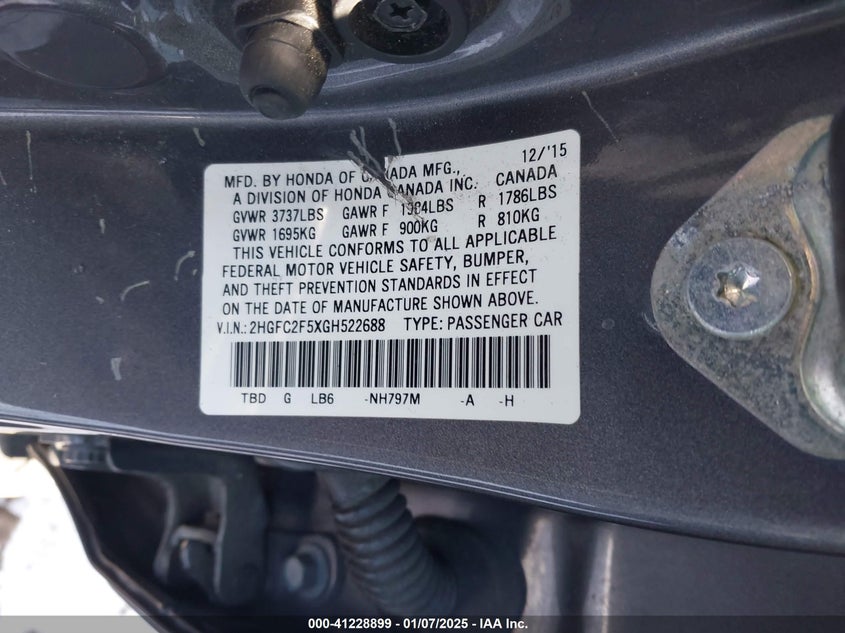 12/'15
MFD. BY HONDA OF CANADA MFG.,
A DIVISION OF HONDA CANADA INC. CANADA
GVWR 3737LBS GAWR F 1984LBS R 1786LBS
GVWR 1695KG GAWR F 900KG R 810KG
THIS VEHICLE CONFORMS TO ALL APPLICABLE
FEDERAL MOTOR VEHICLE SAFETY, BUMPER,
AND THEFT PREVENTION STANDARDS IN EFFECT
ON THE DATE OF MANUFACTURE SHOWN ABOVE.
V.I.N.: 2HGFC2F5XGH522688 TYPE: PASSENGER CAR
TBD G LB6 -NH797M -A -H
000-41228899 - 01/07/2025 - IAA Inc.